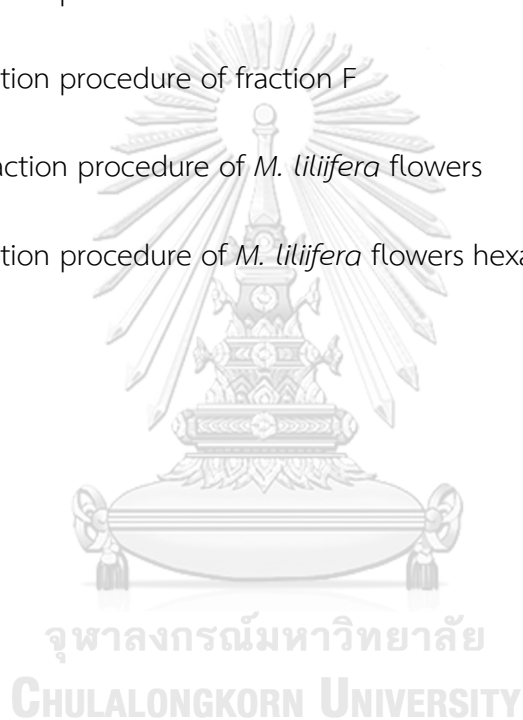 tion procedure of fraction F
action procedure of M. liliifera flowers
tion procedure of M. liliifera flowers hexa
จุฬาลงกรณ์มหาวิทยาลัย
CHULALONGKORN UNIVERSITY